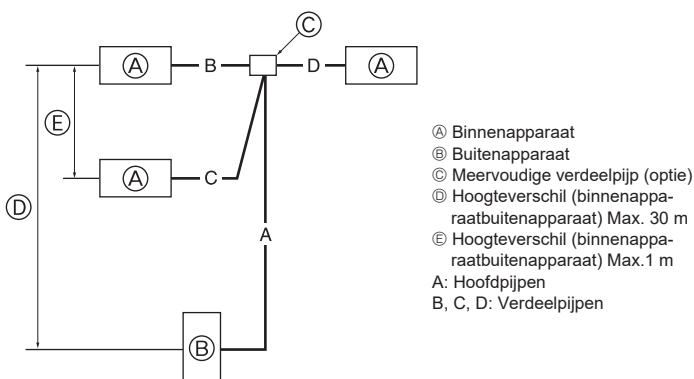 Ⓒ
Ⓐ B D Ⓐ
Ⓔ
Ⓐ C
Ⓓ
A
Ⓑ
Ⓐ Binnenapparaat
Ⓑ Buitenapparaat
Ⓒ Meervoudige verdeelpijp (optie)
Ⓓ Hoogteverschil (binnenappa-
raatbuitenapparaat) Max. 30 m
Ⓔ Hoogteverschil (binnenappa-
raatbuitenapparaat) Max.1 m
A: Hoofdpijpen
B, C, D: Verdeelpijpen